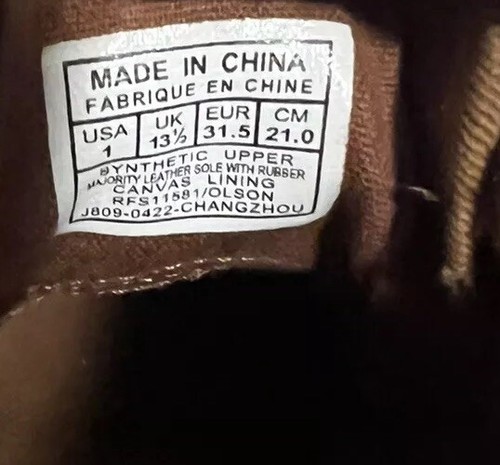 MADE IN CHINA
FABRIQUE EN CHINE
USA UK EUR CM
1 13½ 31.5 21.0
SYNTHETIC UPPER
MAJORITY LEATHER SOLE WITH RUBBER
CANVAS LINING
RFS11581/OLSON
J809-0422-CHANGZHOU